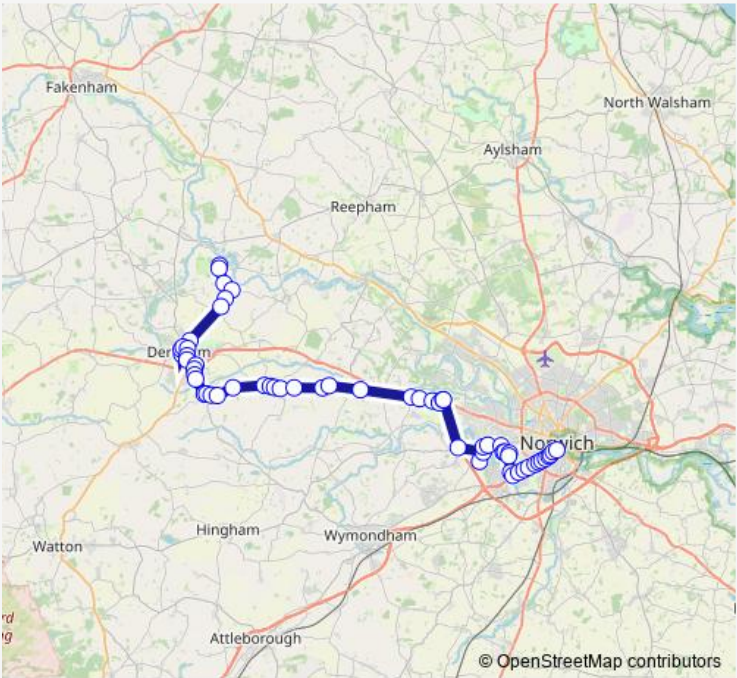 Fakenham
North Walsham
Aylsham
Reepham
Norwich
Hingham
Wymondham
Watton
Attleborough
© OpenStreetMap contributors